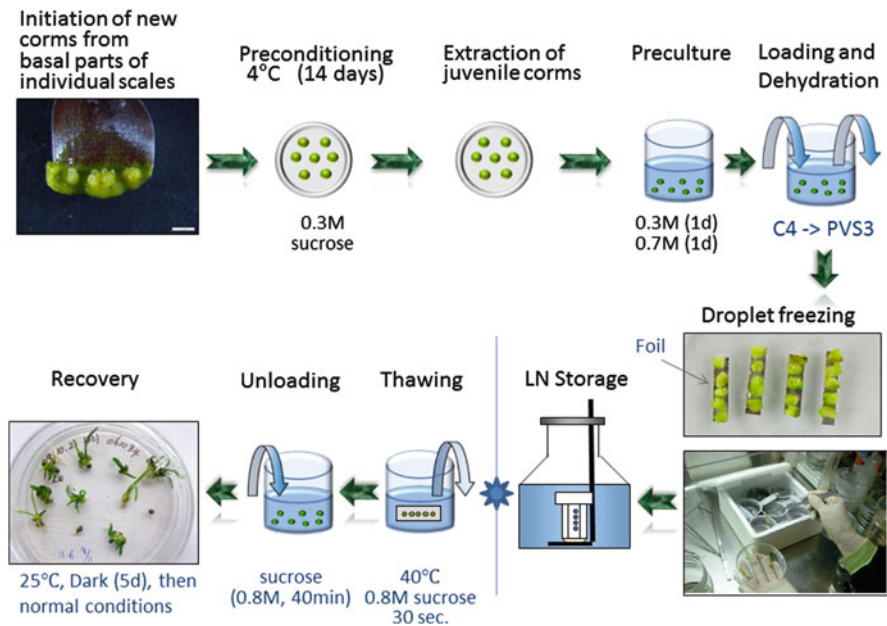 Initiation of new
corms from
basal parts of
individual scales
Preconditioning
4°C (14 days)
0.3M
sucrose
Extraction of
juvenile corms
Preculture
0.3M (1d)
0.7M (1d)
Loading and
Dehydration
C4 -> PVS3
Droplet freezing
Foil
LN Storage
Thawing
40°C
0.8M sucrose
30 sec.
Unloading
sucrose
(0.8M, 40min)
Recovery
25°C, Dark (5d), then
normal conditions